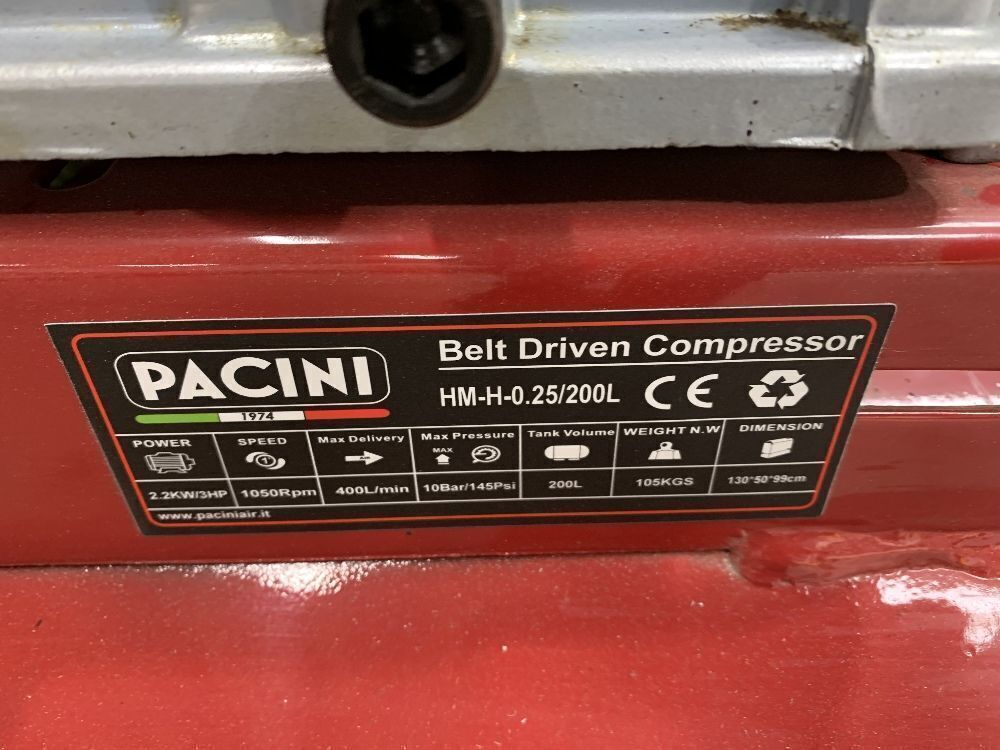 PACINI
1974
Belt Driven Compressor
HM-H-0.25/200L CE
POWER SPEED Max Delivery Max Pressure Tank Volume WEIGHT N.W DIMENSION
1 MAX
2.2KW/3HP 1050Rpm 400L/min 10Bar/145Psi 200L 105KGS 130*50*99cm
www.paciniair.it